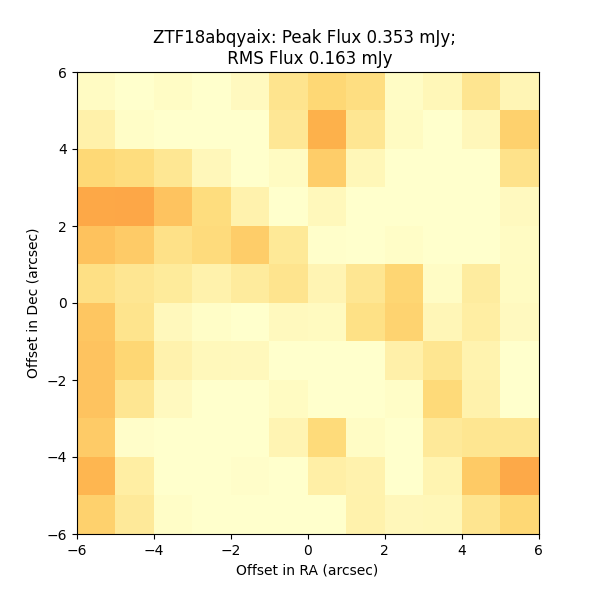 ZTF18abqyaix: Peak Flux 0.353 mJy;
RMS Flux 0.163 mJy
6
4
2
0
−2
−4
−6
Offset in Dec (arcsec)
−6 −4 −2 0 2 4 6
Offset in RA (arcsec)